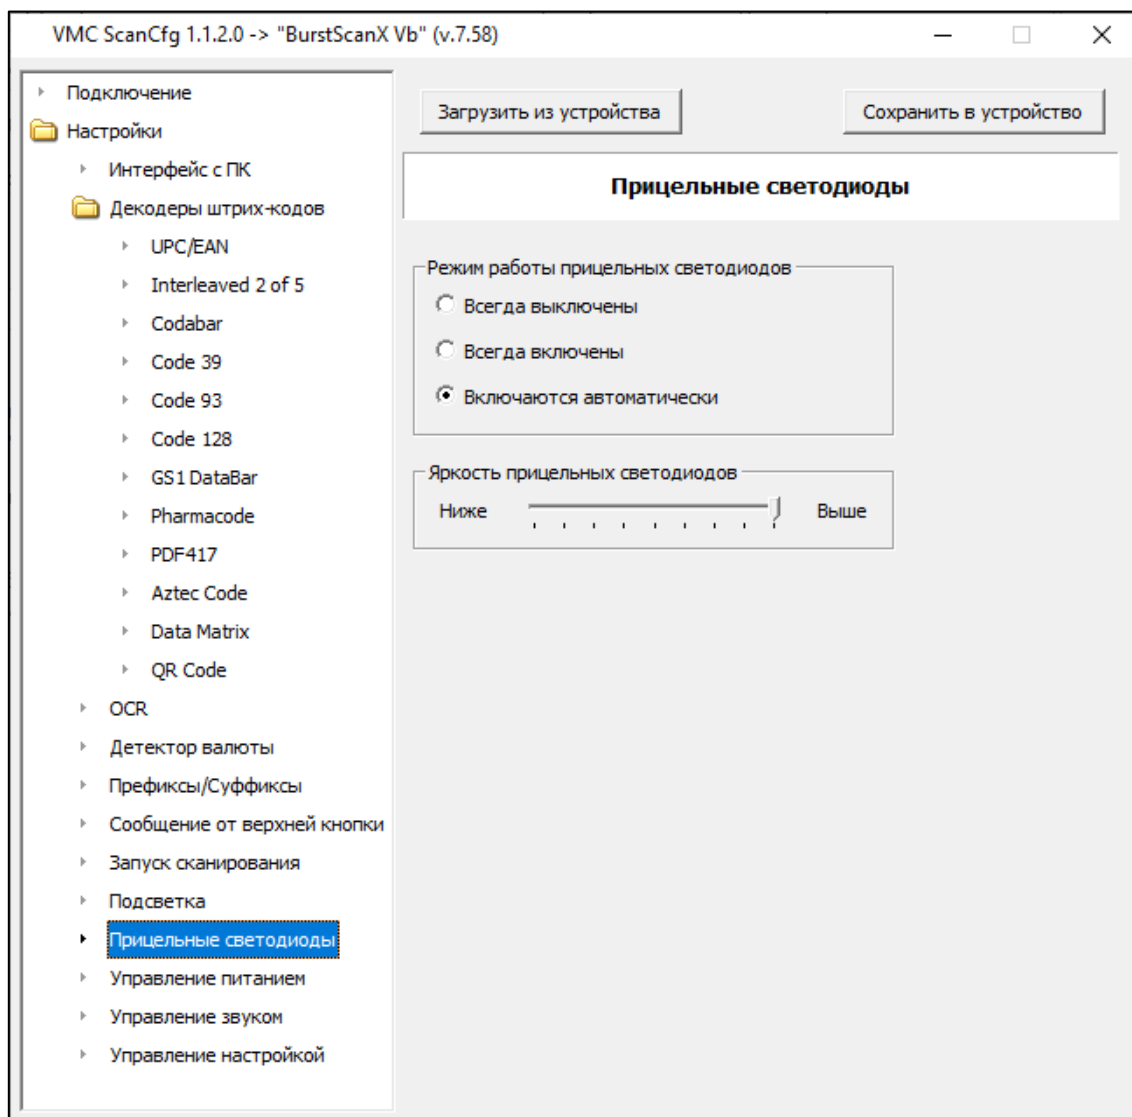 VMC ScanCfg 1.1.2.0 -> "BurstScanX Vb" (v.7.58)
Подключение
Настройки
Интерфейс с ПК
Декодеры штрих-кодов
UPC/EAN
Interleaved 2 of 5
Codabar
Code 39
Code 93
Code 128
GS1 DataBar
Pharmacode
PDF417
Aztec Code
Data Matrix
QR Code
OCR
Детектор валюты
Префиксы/Суффиксы
Сообщение от верхней кнопки
Запуск сканирования
Подсветка
Прицельные светодиоды
Управление питанием
Управление звуком
Управление настройкой
Загрузить из устройства
Сохранить в устройство
Прицельные светодиоды
Режим работы прицельных светодиодов
Всегда выключены
Всегда включены
Включаются автоматически
Яркость прицельных светодиодов
Ниже
Выше